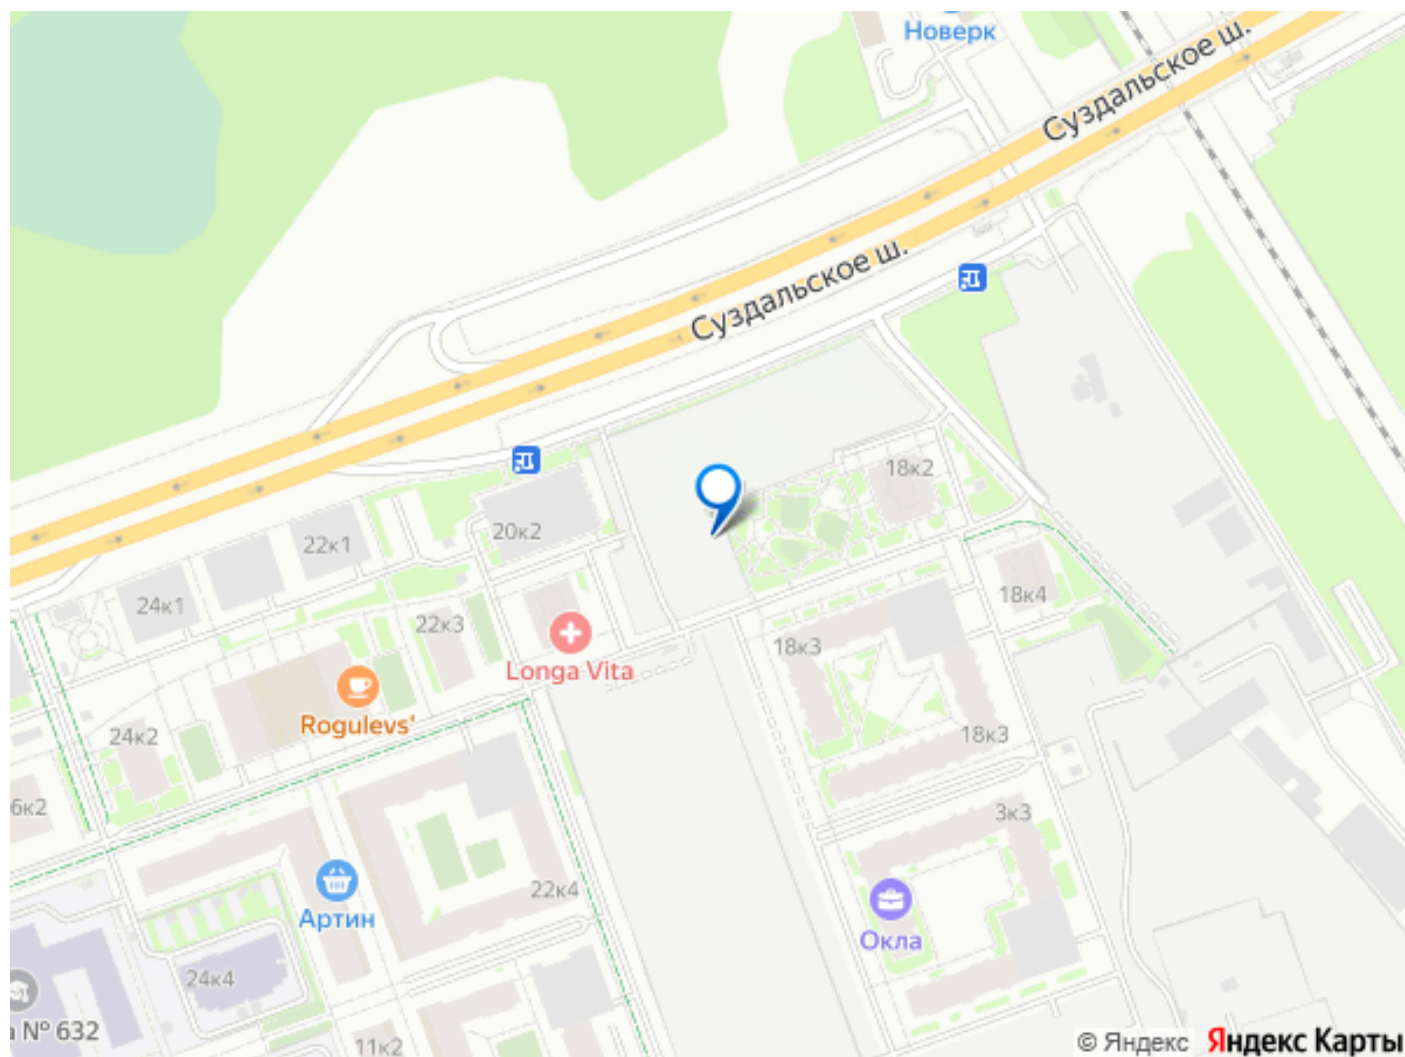 Новерк
Суздальское ш.
Суздальское ш.
18к2
20к2
22к1
24к1
18к4
22к3
18к3
Longa Vita
Rogulevs'
24к2
18к3
6к2
3к3
22к4
Артин
Окла
24к4
а № 632
11к2
© Яндекс Яндекс Карты